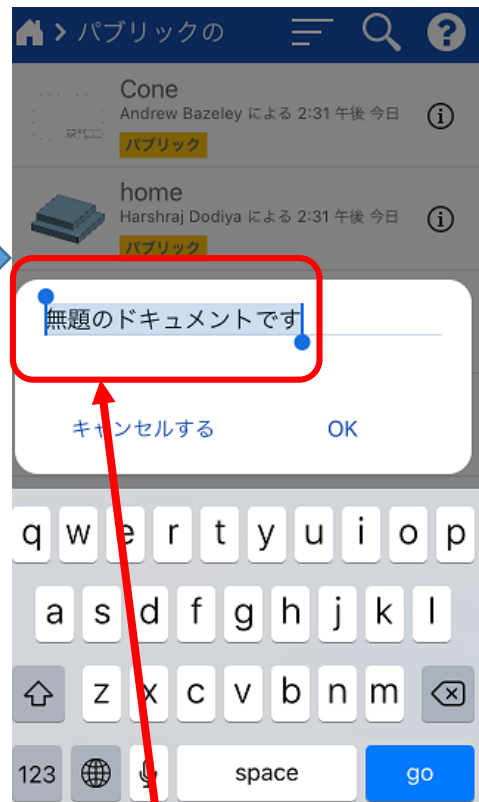 > パブリックの ?
Cone
Andrew Bazeley による 2:31 午後 今日
パブリック
home
Harshraj Dodiya による 2:31 午後 今日
パブリック
無題のドキュメントです
キャンセルする OK
q w e r t y u i o p
a s d f g h j k l
z x c v b n m
123 space go